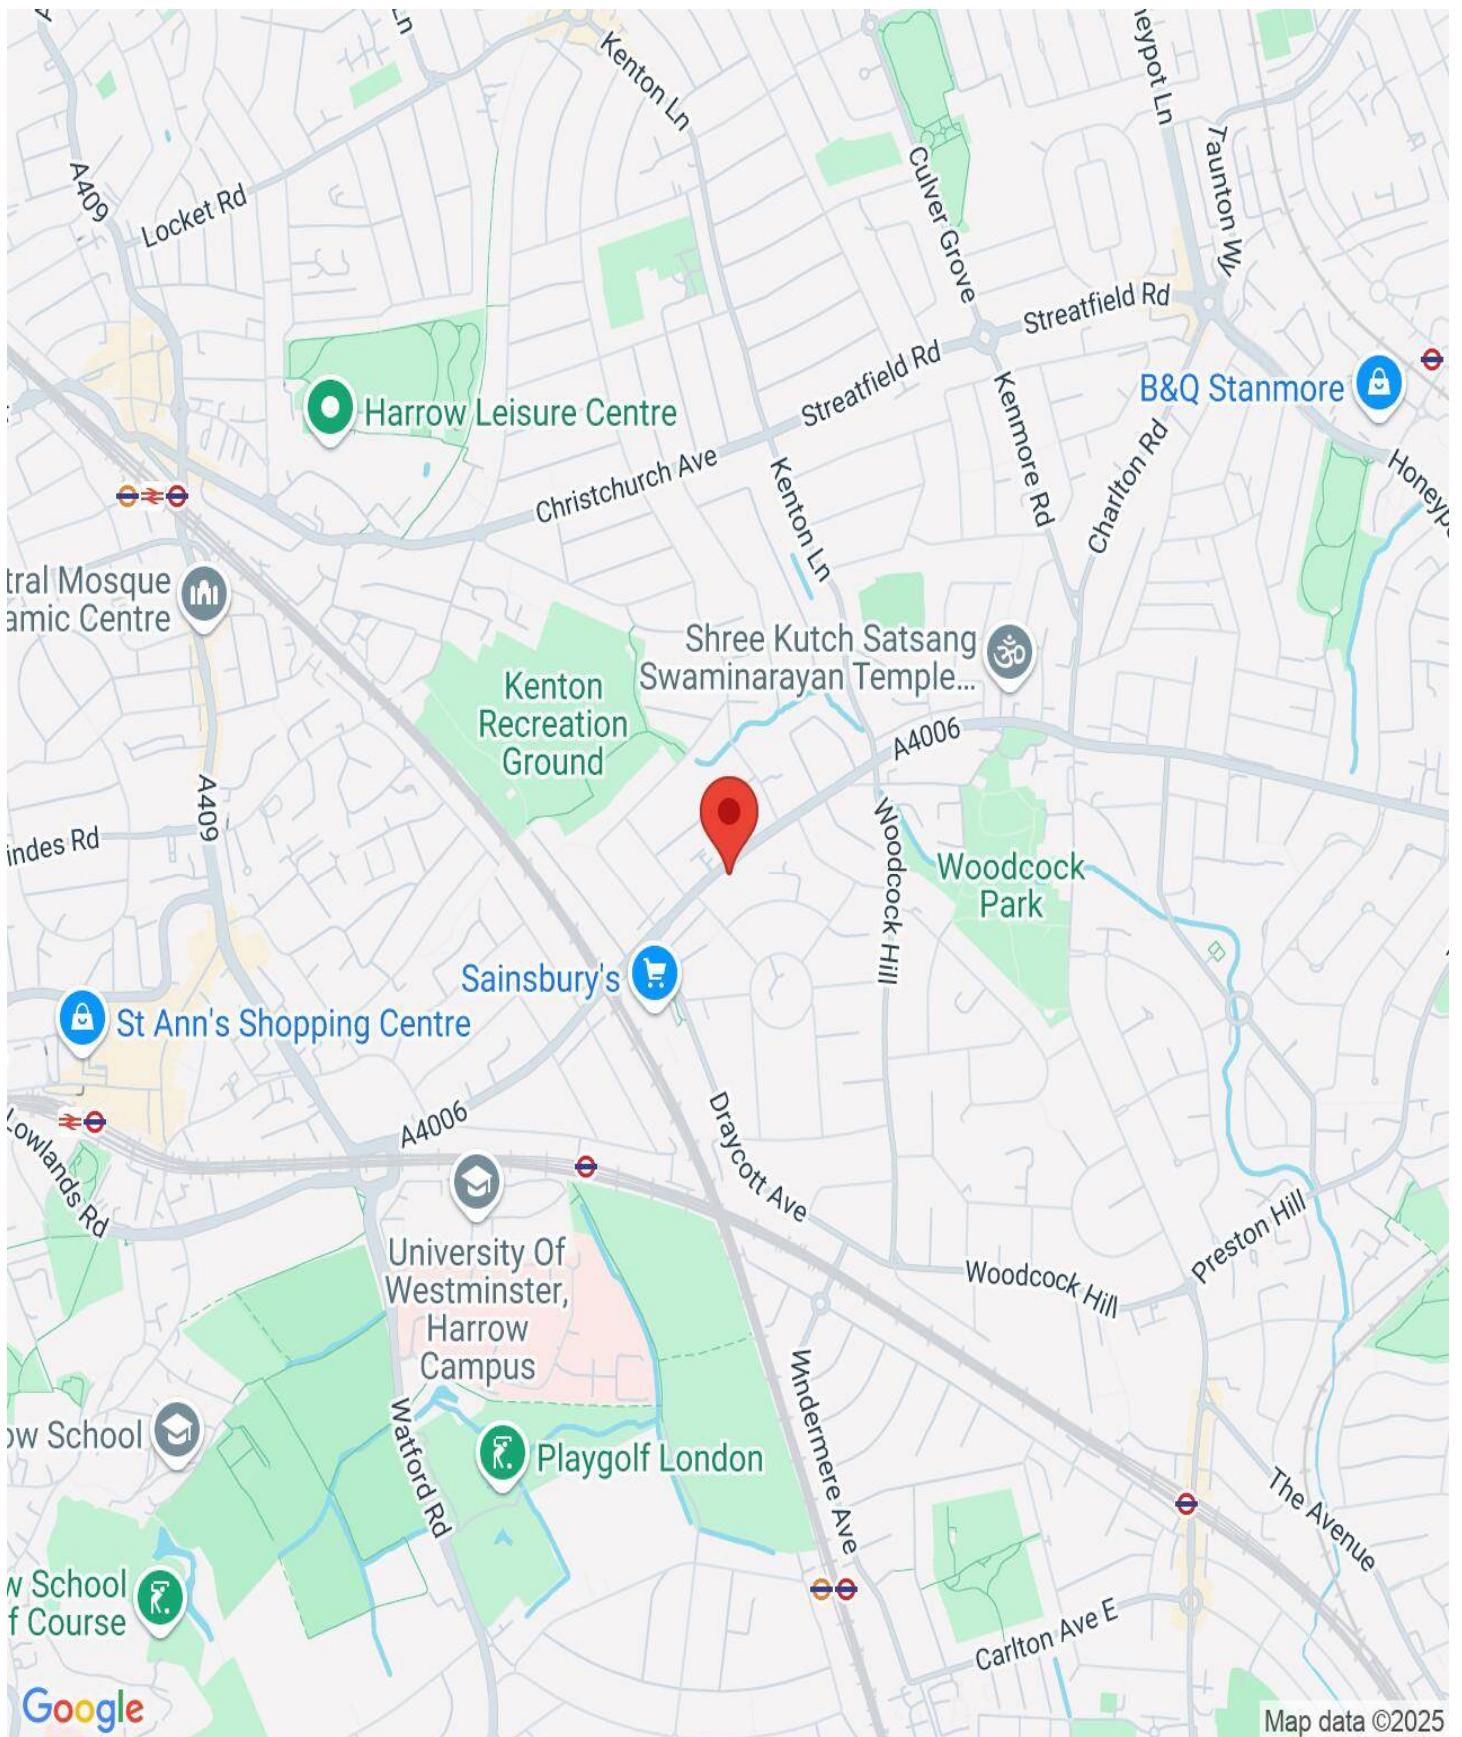 Kenton Ln
Ln
eypot Ln
Taunton Wy
A409
Locket Rd
Culver Grove
Streatfield Rd
Streatfield Rd
B&Q Stanmore
Harrow Leisure Centre
Kenmore Rd
Charlton Rd
Honeyp
Christchurch Ave
Kenton Ln
tral Mosque
amic Centre
Shree Kutch Satsang
Swaminarayan Temple...
Kenton
Recreation
Ground
A4006
A409
indes Rd
Woodcock Hill
Woodcock
Park
Sainsbury's
St Ann's Shopping Centre
A4006
Draycott Ave
Lowlands Rd
Preston Hill
University Of
Westminster,
Harrow
Campus
Woodcock Hill
Windermere Ave
Watford Rd
ow School
Playgolf London
The Avenue
w School
f Course
Carlton Ave E
Google
Map data ©2025